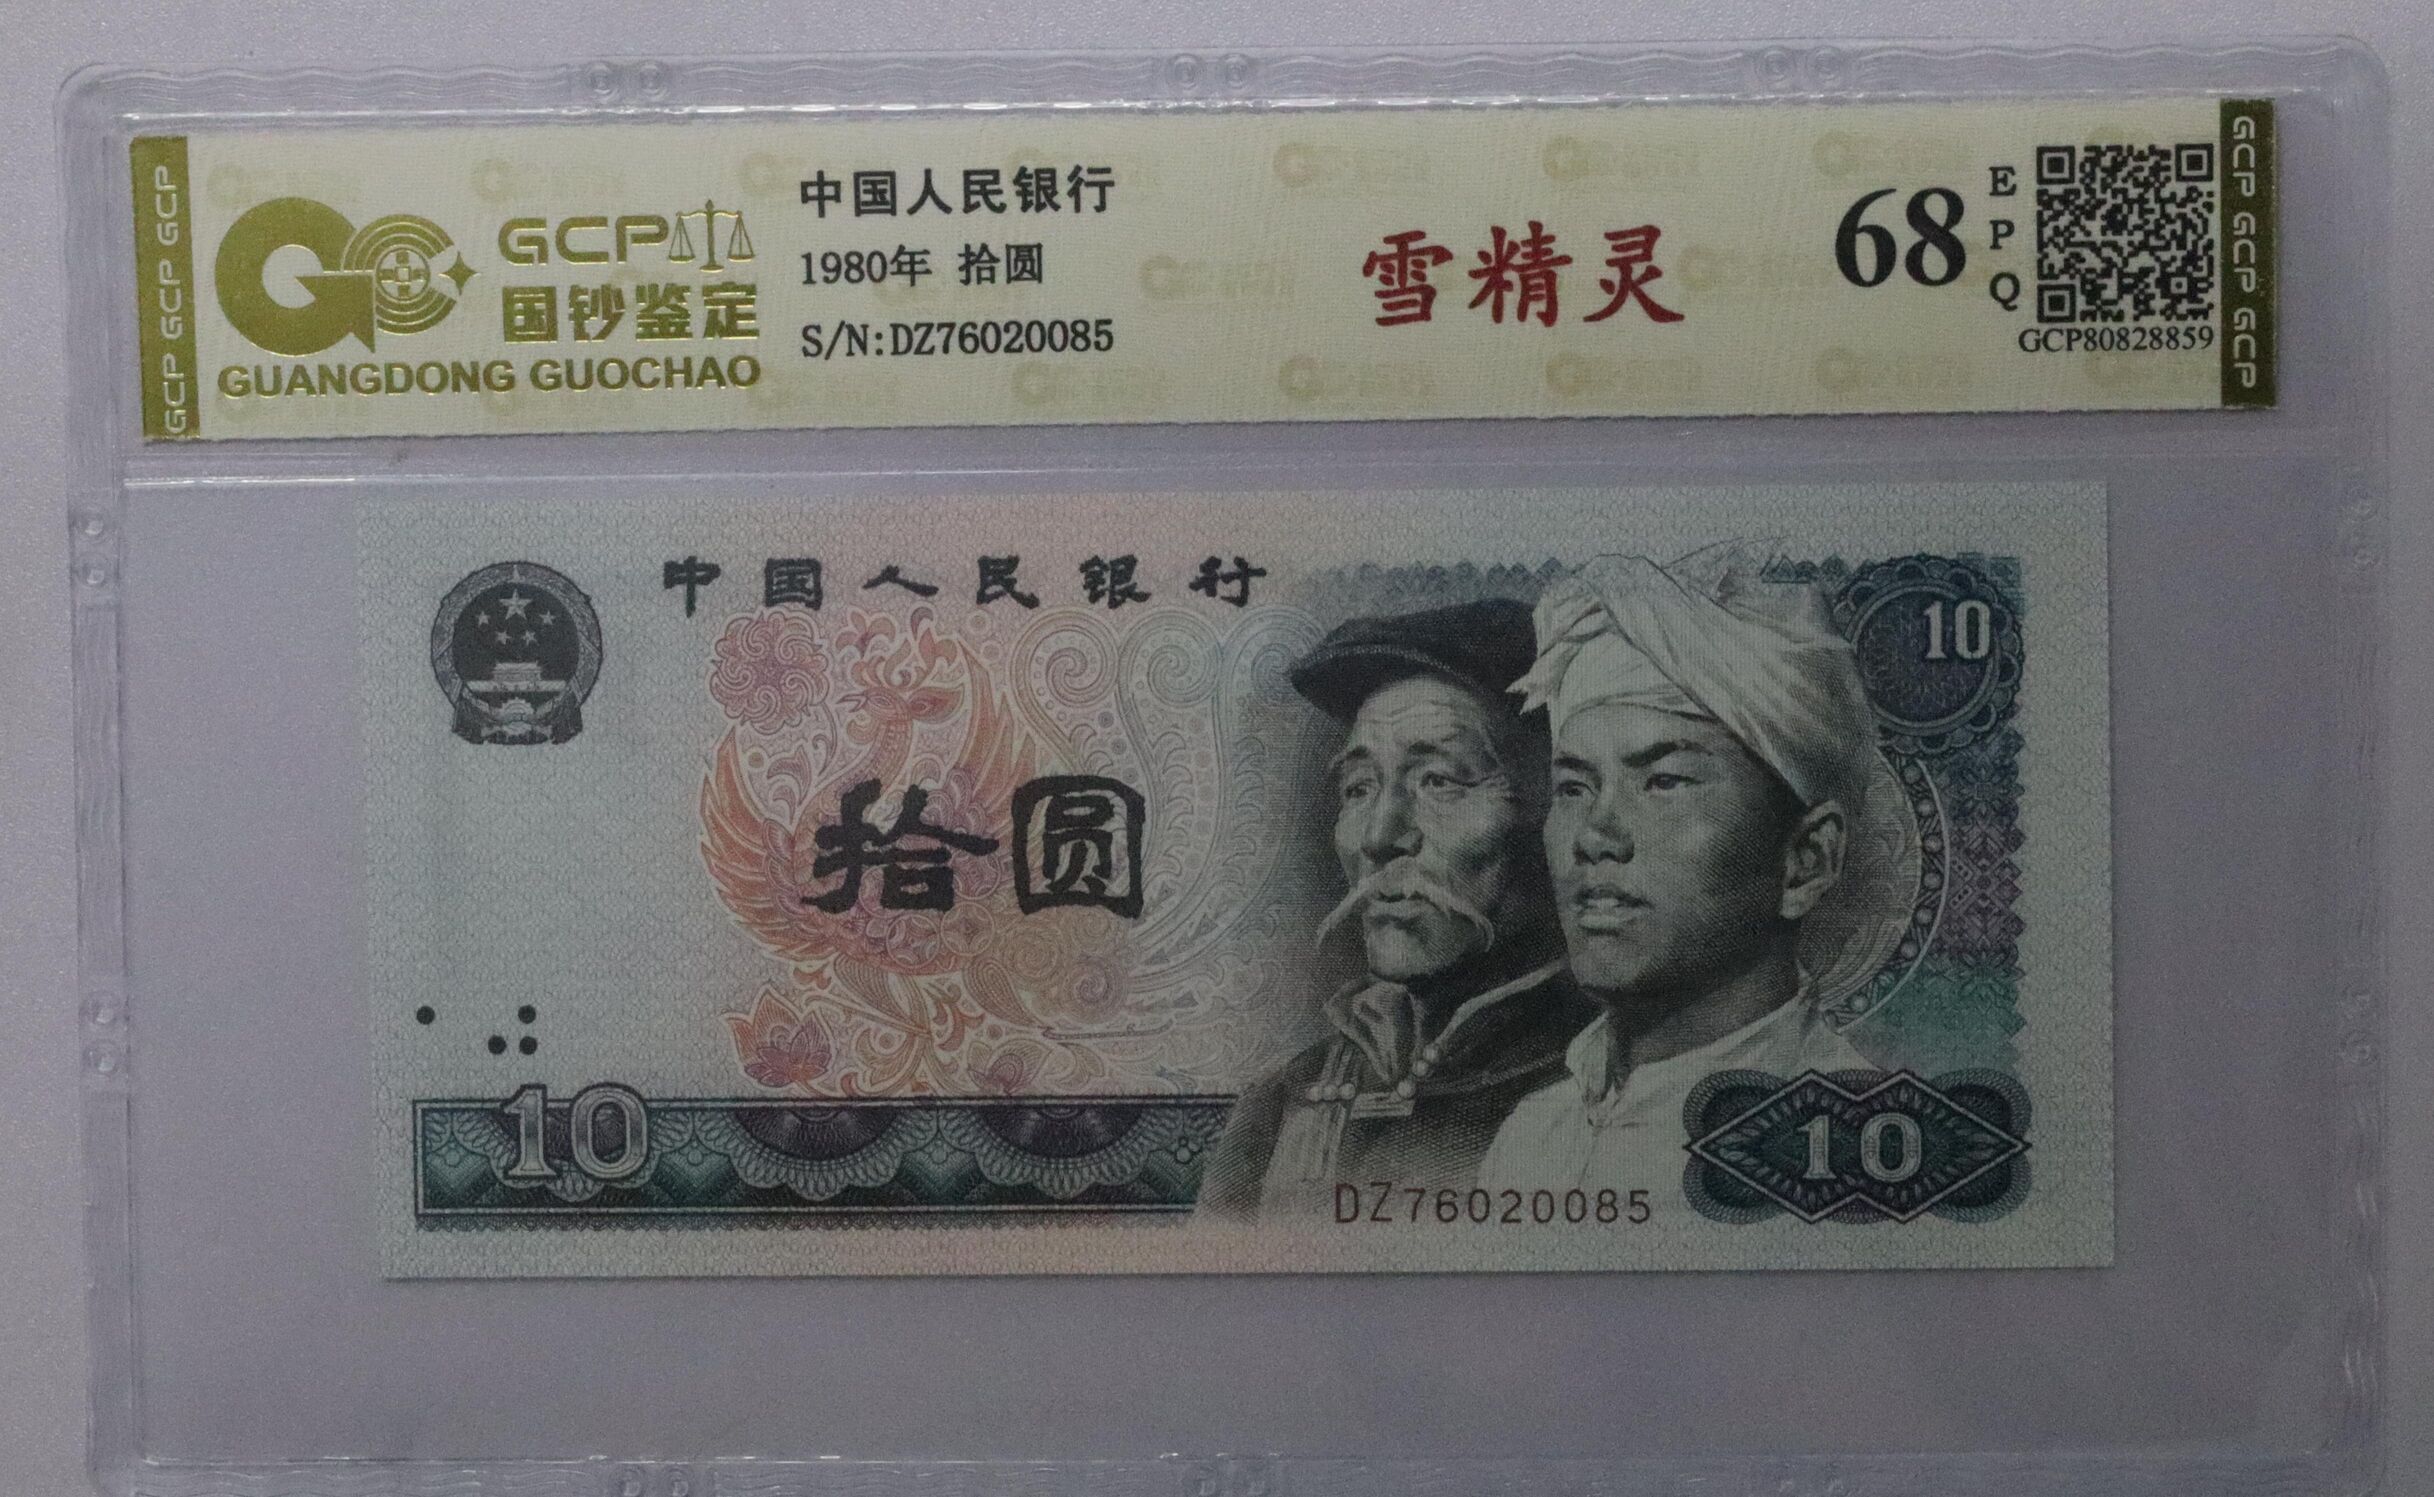 GCP GCP GCP
GCP
国钞鉴定
GUANGDONG GUOCHAO
中国人民银行
1980年 拾圆
S/N:DZ76020085
雪精灵
68
E
P
Q
GCP80828859
GCP GCP GCP
中国人民银行
10
拾圆
10
10
DZ76020085